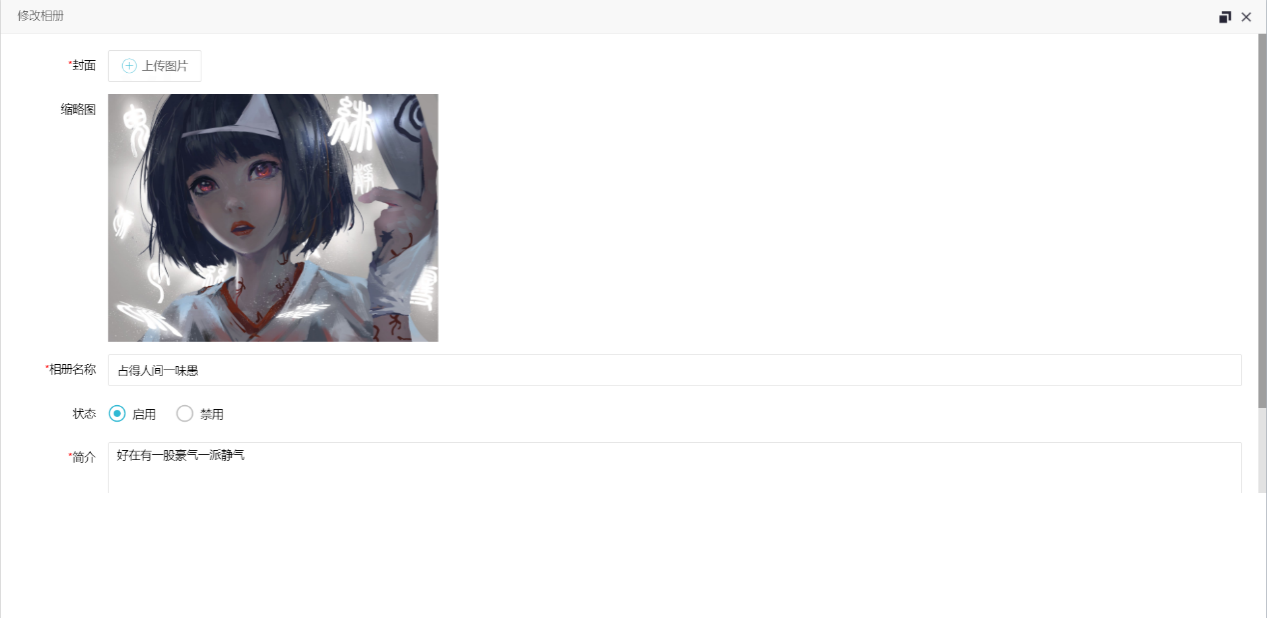 修改相册
*封面
上传图片
缩略图
*相册名称
占得人间一味愚
状态
启用
禁用
*简介
好在有一股豪气一派静气